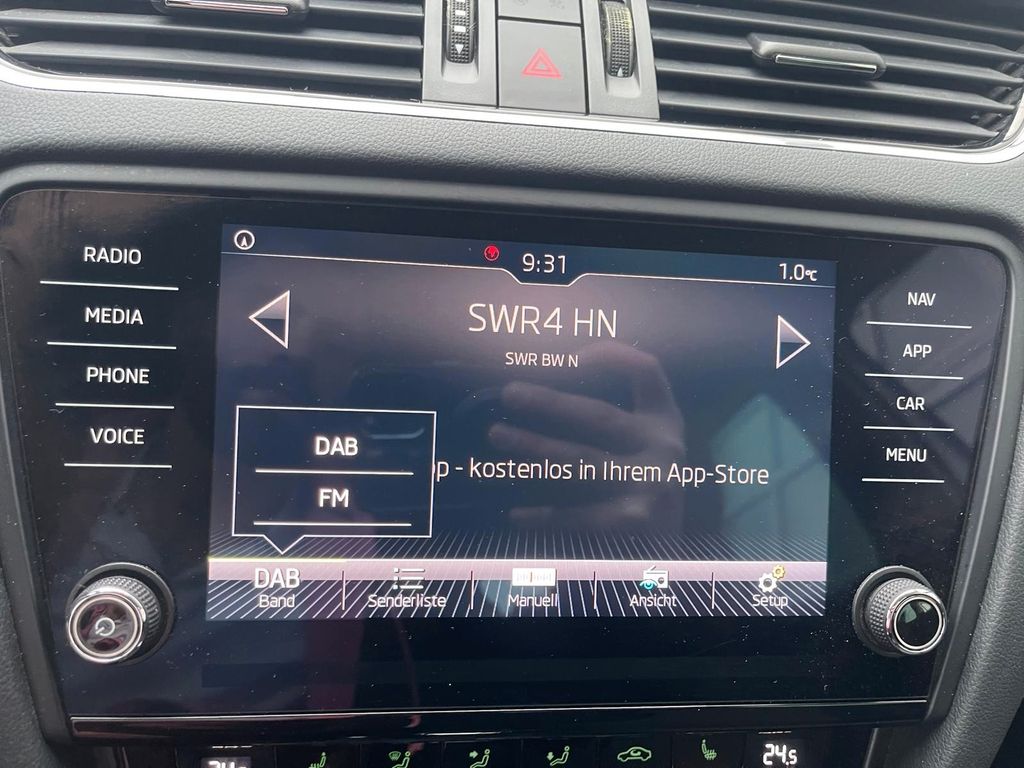 RADIO
MEDIA
PHONE
VOICE
9:31
1.0°C
SWR4 HN
SWR BW N
DAB
FM
p - kostenlos in Ihrem App-Store
DAB
Band
Senderliste
Manuell
Ansicht
Setup
NAV
APP
CAR
MENU
24.5